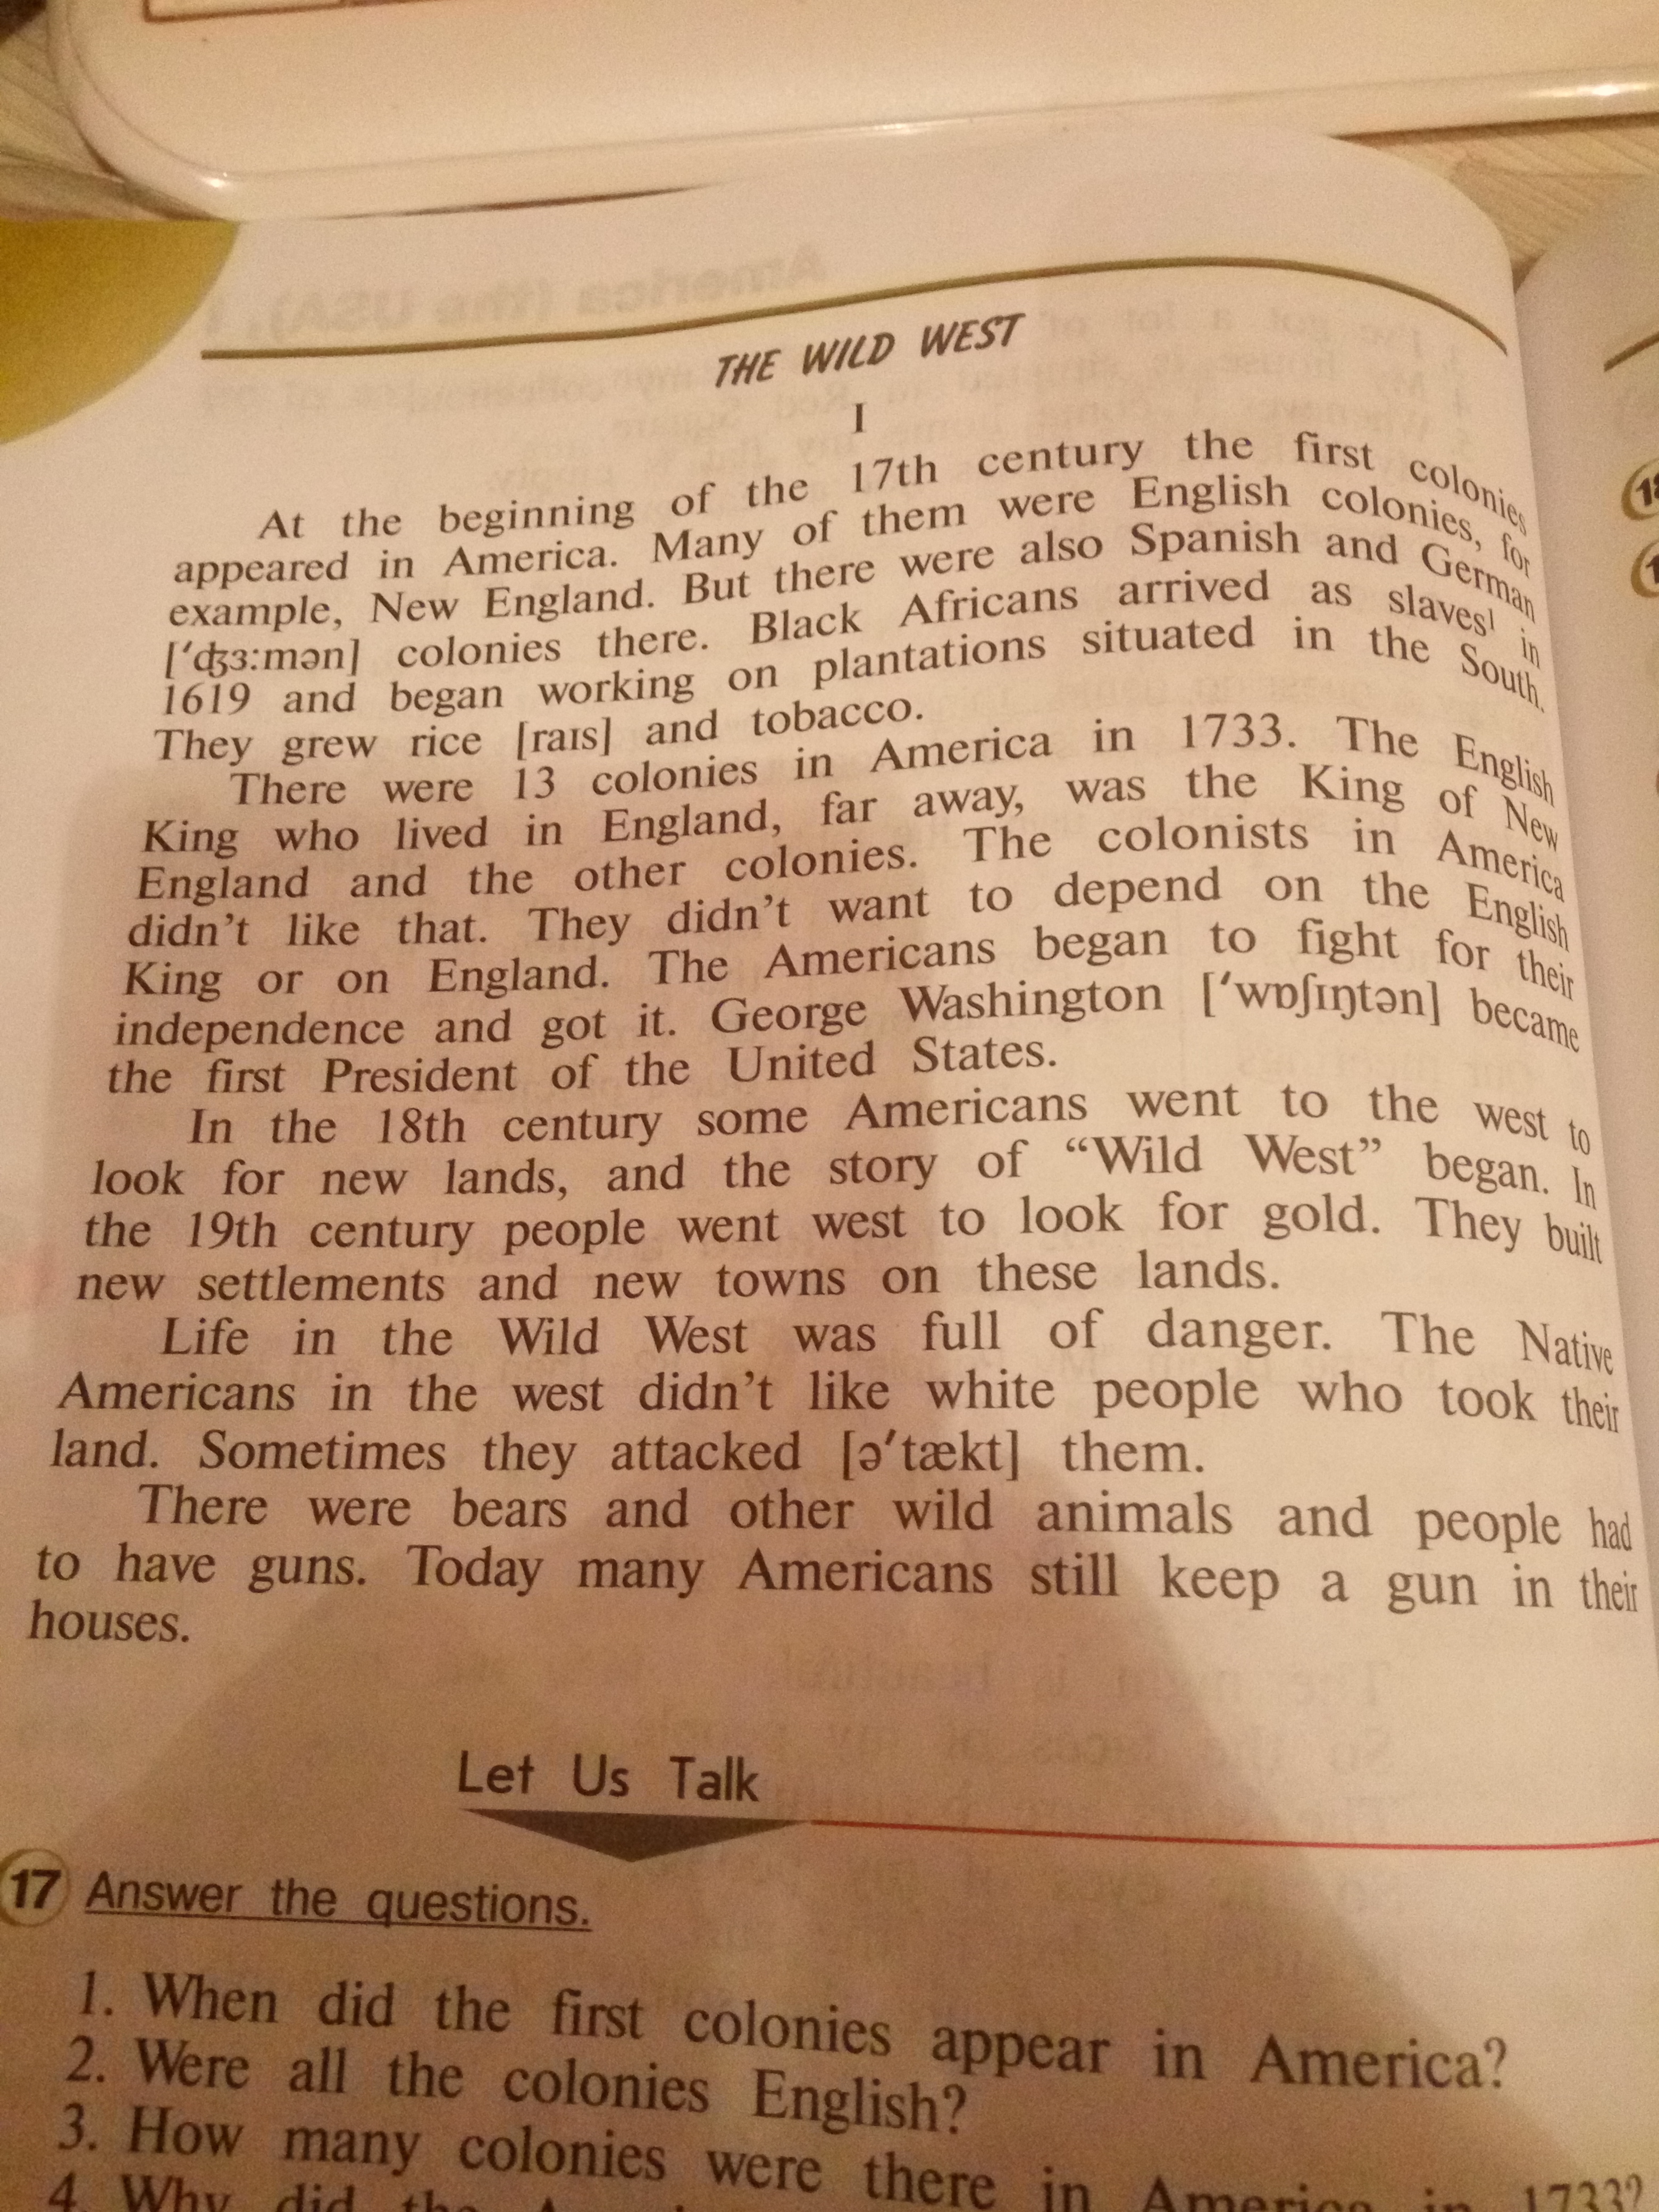 THE WILD WEST
I
At the beginning of the 17th century the first colonies
appeared in America. Many of them were English colonies, for
example, New England. But there were also Spanish and German
[ˈdʒɜːmən] colonies there. Black Africans arrived as slaves¹ in
1619 and began working on plantations situated in the South.
They grew rice [raɪs] and tobacco.
There were 13 colonies in America in 1733. The English
King who lived in England, far away, was the King of New
England and the other colonies. The colonists in America
didn't like that. They didn't want to depend on the English
King or on England. The Americans began to fight for their
independence and got it. George Washington [ˈwɒʃɪŋtən] became
the first President of the United States.
In the 18th century some Americans went to the west to
look for new lands, and the story of “Wild West” began. In
the 19th century people went west to look for gold. They built
new settlements and new towns on these lands.
Life in the Wild West was full of danger. The Native
Americans in the west didn't like white people who took their
land. Sometimes they attacked [əˈtækt] them.
There were bears and other wild animals and people had
to have guns. Today many Americans still keep a gun in their
houses.
Let Us Talk
17 Answer the questions.
1. When did the first colonies appear in America?
2. Were all the colonies English?
3. How many colonies were there in America in 1733?
4. Why did the